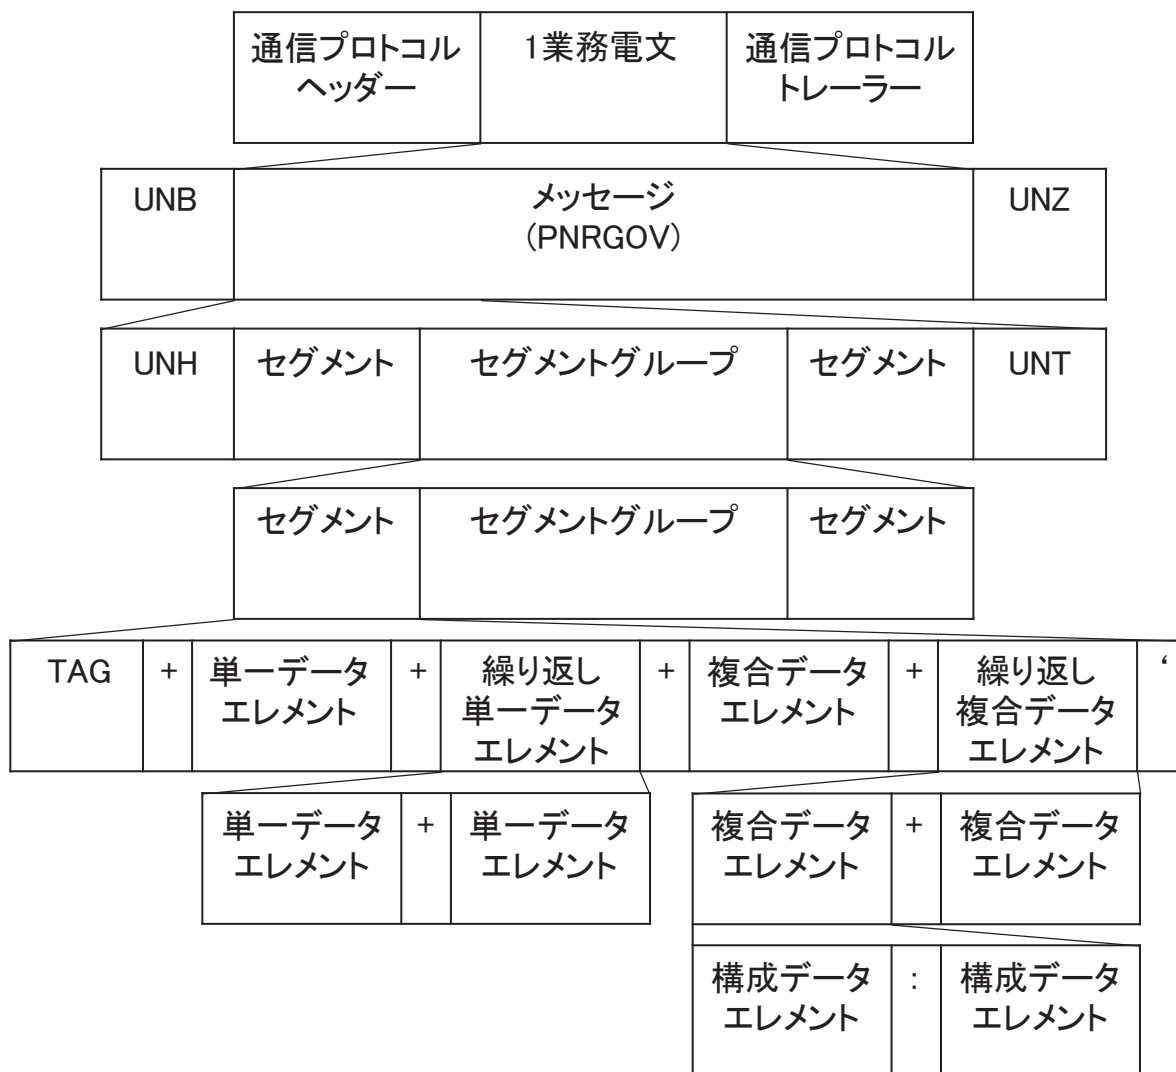 通信プロトコル
ヘッダー
1業務電文
通信プロトコル
トレーラー
UNB
メッセージ
(PNRGOV)
UNZ
UNH
セグメント
セグメントグループ
セグメント
UNT
セグメント
セグメントグループ
セグメント
TAG
+
単一データ
エレメント
+
繰り返し
単一データ
エレメント
+
複合データ
エレメント
+
繰り返し
複合データ
エレメント
‘
単一データ
エレメント
+
単一データ
エレメント
複合データ
エレメント
+
複合データ
エレメント
構成データ
エレメント
:
構成データ
エレメント